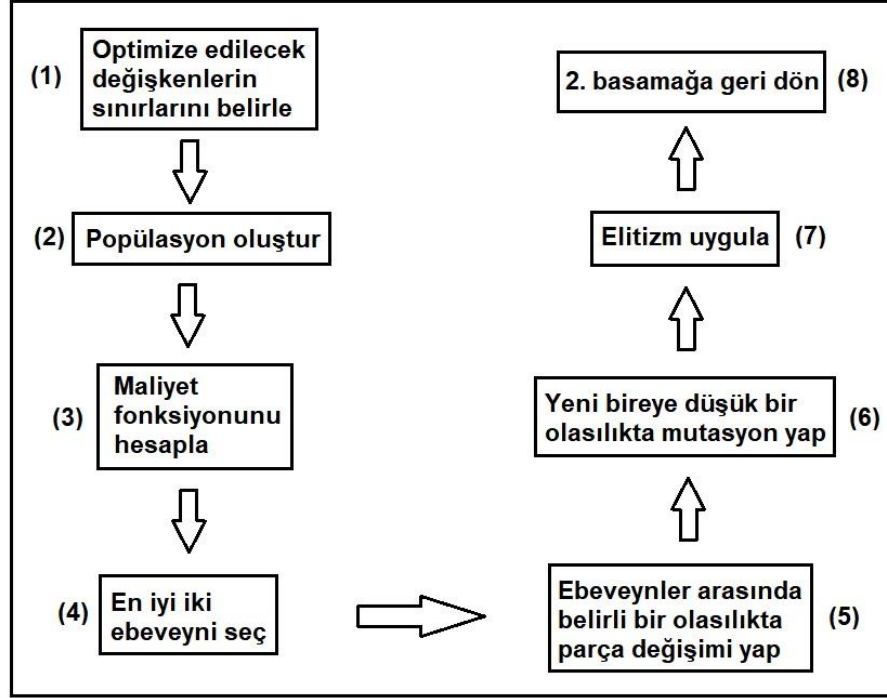 (1)
Optimize edilecek
değişkenlerin
sınırlarını belirle
(2)
Popülasyon oluştur
(3)
Maliyet
fonksiyonunu
hesapla
(4)
En iyi iki
ebeveyni seç
Ebeveynler arasında
belirli bir olasılıkta
parça değişimi yap
(5)
Yeni bireye düşük bir
olasılıkta mutasyon yap
(6)
Elitizm uygula
(7)
2. basamağa geri dön
(8)